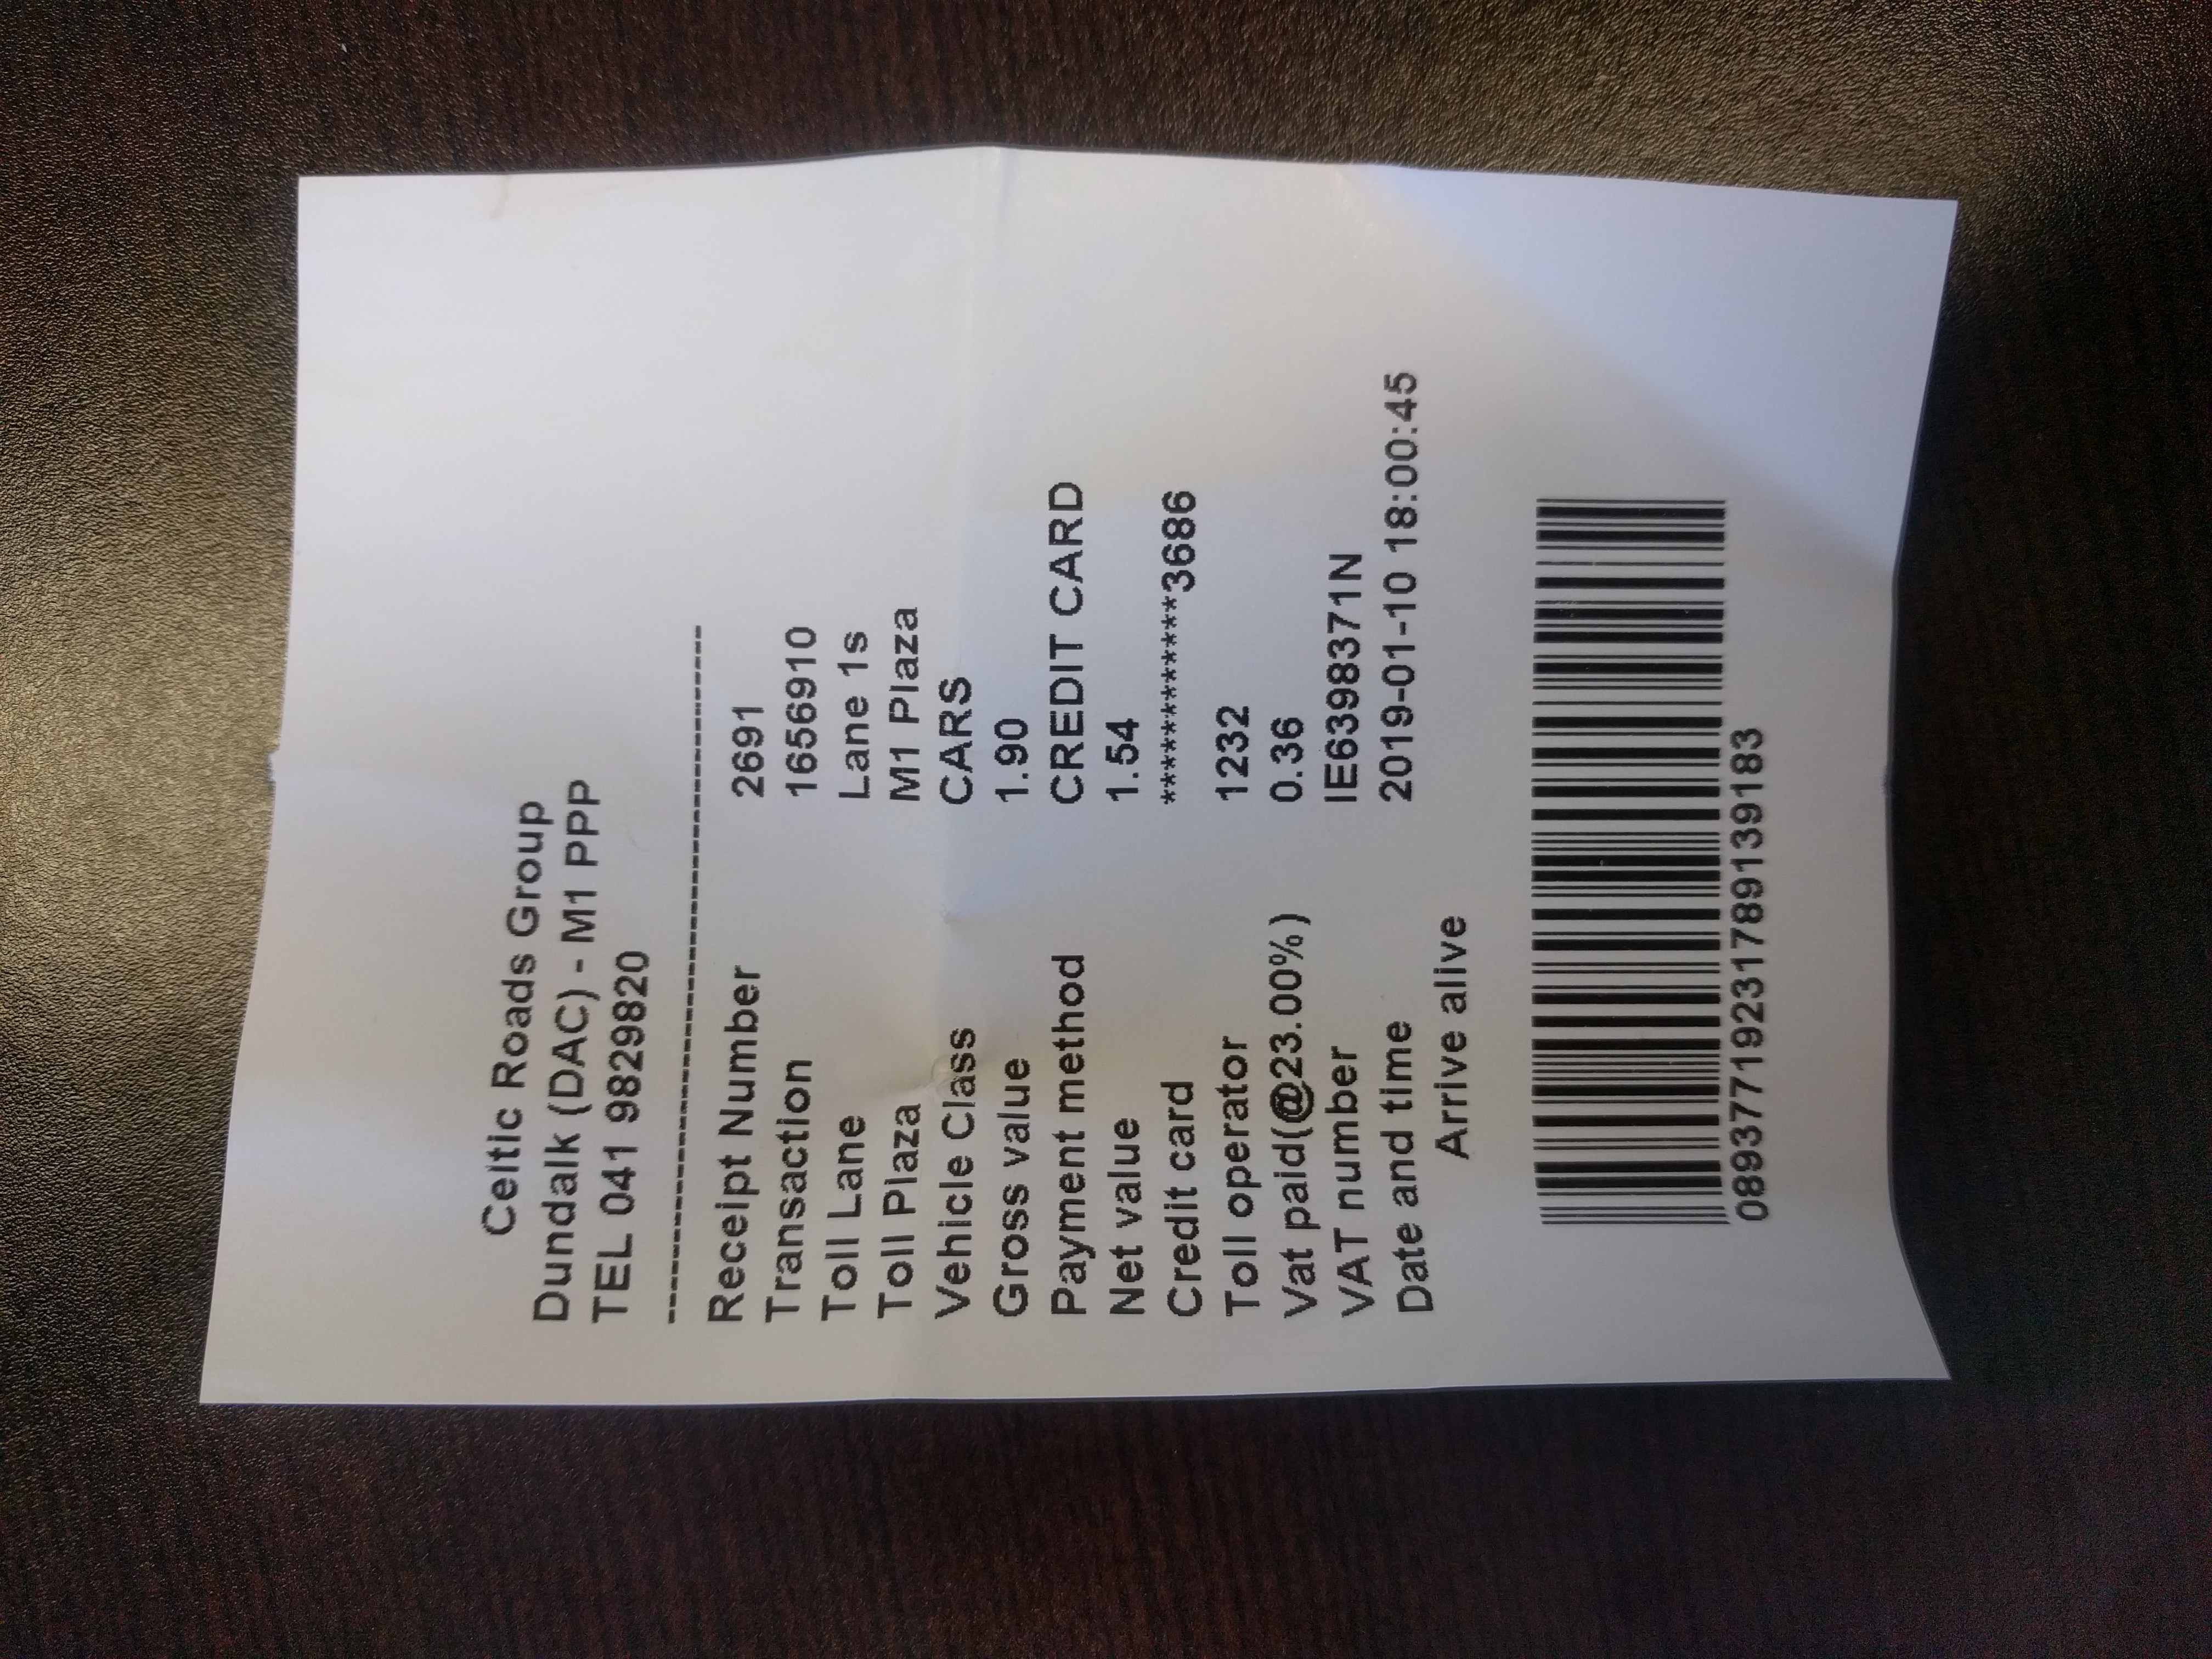 Celtic Roads Group
Dundalk (DAC) - M1 PPP
TEL 041 9829820
----------------------------------------
Receipt Number 2691
Transaction 1656910
Toll Lane Lane 1s
Toll Plaza M1 Plaza
Vehicle Class CARS
Gross value 1.90
Payment method CREDIT CARD
Net value 1.54
Credit card ************3686
Toll operator 1232
Vat paid(@23.00%) 0.36
VAT number IE6398371N
Date and time 2019-01-10 18:00:45
Arrive alive
08937719231789139183